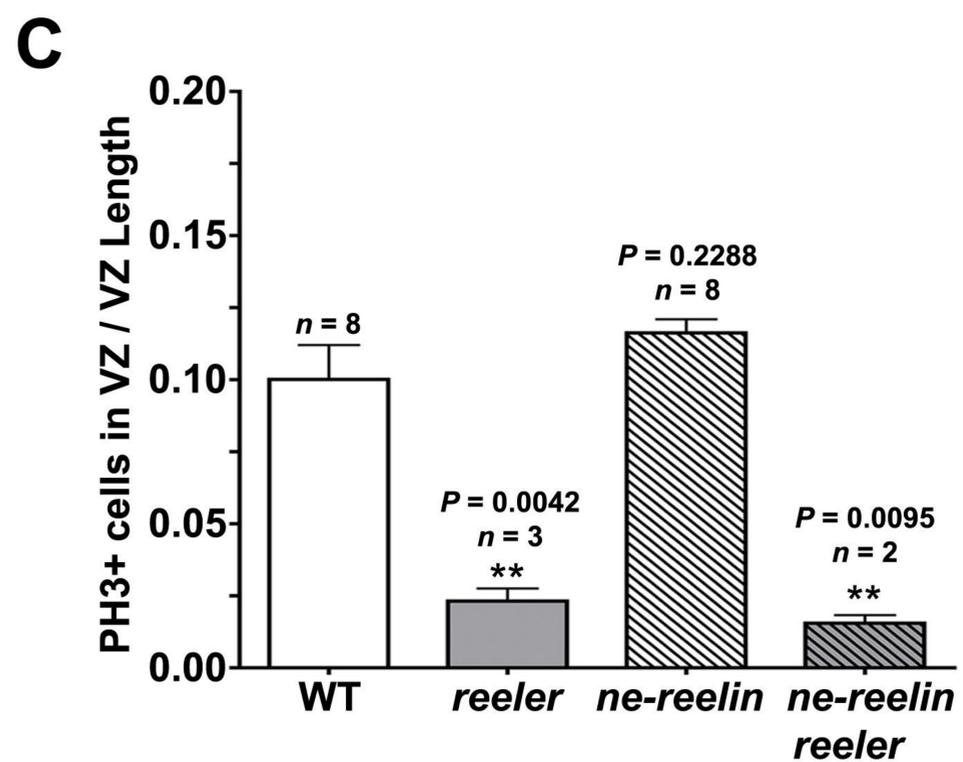 C
PH3+ cells in VZ / VZ Length
0.20
0.15
0.10
0.05
0.00
n = 8
P = 0.0042
n = 3
**
P = 0.2288
n = 8
P = 0.0095
n = 2
**
WT
reeler
ne-reelin
ne-reelin
reeler